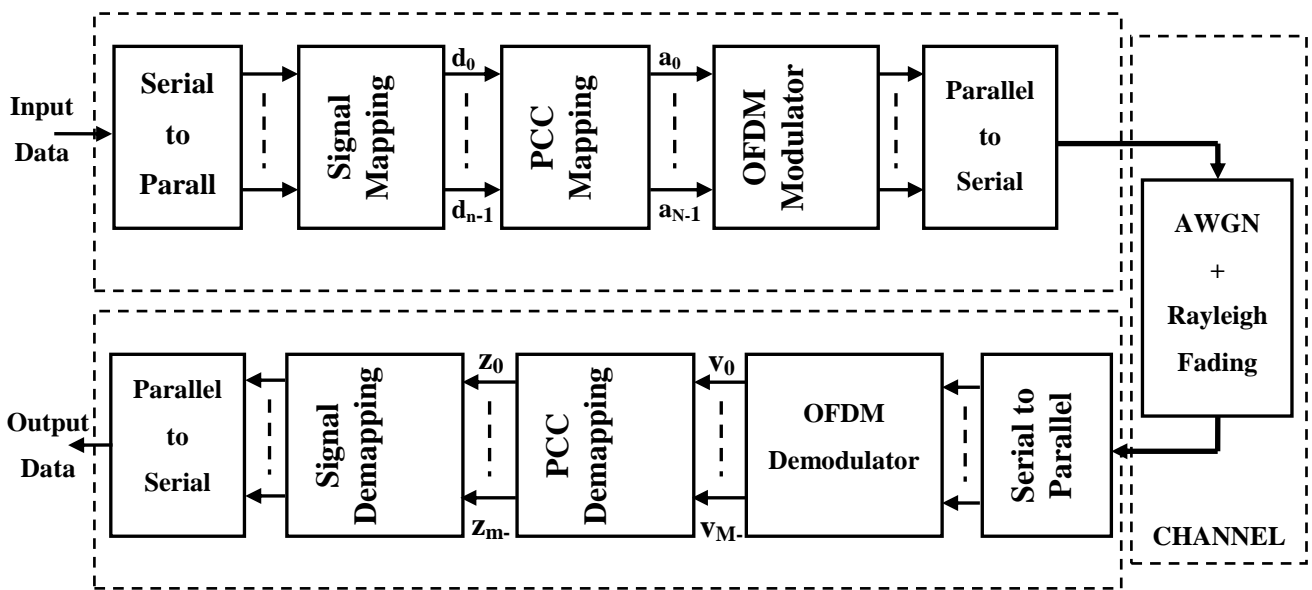 Input
Data
Serial
to
Parall
Signal
Mapping
d0
dn-1
PCC
Mapping
a0
aN-1
OFDM
Modulator
Parallel
to
Serial
AWGN
+
Rayleigh
Fading
CHANNEL
Serial to
Parallel
OFDM
Demodulator
v0
vM-
PCC
Demapping
z0
zm-
Signal
Demapping
Parallel
to
Serial
Output
Data